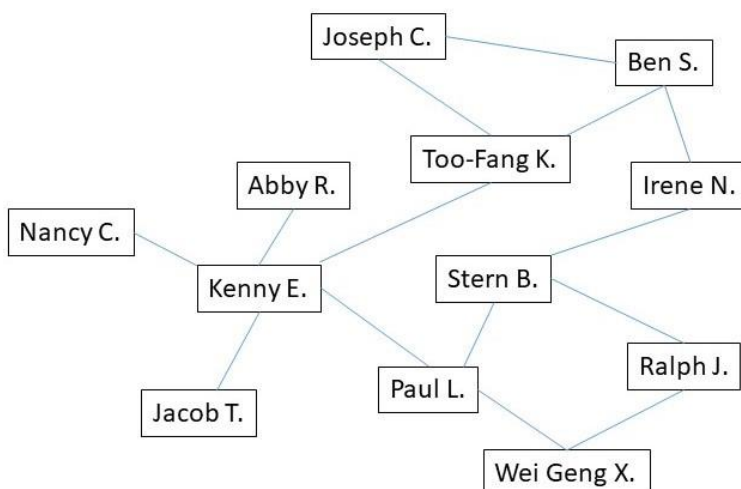 Joseph C.
Ben S.
Too-Fang K.
Abby R.
Irene N.
Nancy C.
Kenny E.
Stern B.
Ralph J.
Paul L.
Jacob T.
Wei Geng X.